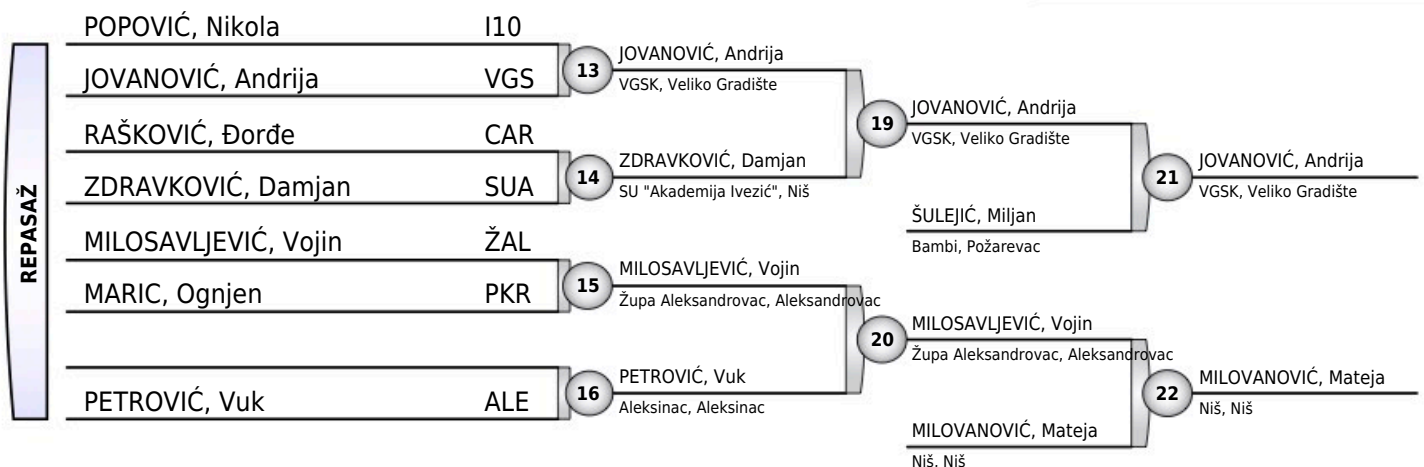 REPASAŽ
POPOVIĆ, Nikola I10
JOVANOVIĆ, Andrija VGS
RAŠKOVIĆ, Đorđe CAR
ZDRAVKOVIĆ, Damjan SUA
MILOSAVLJEVIĆ, Vojin ŽAL
MARIC, Ognjen PKR
PETROVIĆ, Vuk ALE
13
JOVANOVIĆ, Andrija
VGSK, Veliko Gradište
14
ZDRAVKOVIĆ, Damjan
SU "Akademija Ivezić", Niš
15
MILOSAVLJEVIĆ, Vojin
Župa Aleksandrovac, Aleksandrovac
16
PETROVIĆ, Vuk
Aleksinac, Aleksinac
19
JOVANOVIĆ, Andrija
VGSK, Veliko Gradište
ŠULEJIĆ, Miljan
Bambi, Požarevac
20
MILOSAVLJEVIĆ, Vojin
Župa Aleksandrovac, Aleksandrovac
MILOVANOVIĆ, Mateja
Niš, Niš
21
JOVANOVIĆ, Andrija
VGSK, Veliko Gradište
22
MILOVANOVIĆ, Mateja
Niš, Niš